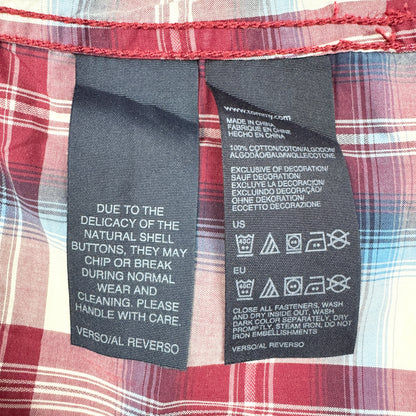 DUE TO THE
DELICACY OF THE
NATURAL SHELL
BUTTONS, THEY MAY
CHIP OR BREAK
DURING NORMAL
WEAR AND
CLEANING. PLEASE
HANDLE WITH CARE.
VERSO/AL REVERSO
www.tommy.com
MADE IN CHINA
FABRIQUE EN CHINE
HECHO EN CHINA
100% COTTON/COTON/ALGODON/
ALGODÃO/BAUMWOLLE/COTONE.
EXCLUSIVE OF DECORATION/
SAUF DECORATION/
EXCLUYE LA DECORACION/
EXCLUINDO DECORAÇÃO/
OHNE DEKORATION/
ECCETTO DECORAZIONE
US
EU
CLOSE ALL FASTENERS, WASH
AND DRY INSIDE OUT, WASH
DARK COLOR SEPARATELY, DRY
PROMPTLY, STEAM IRON, DO NOT
IRON EMBELLISHMENTS
VERSO/AL REVERSO